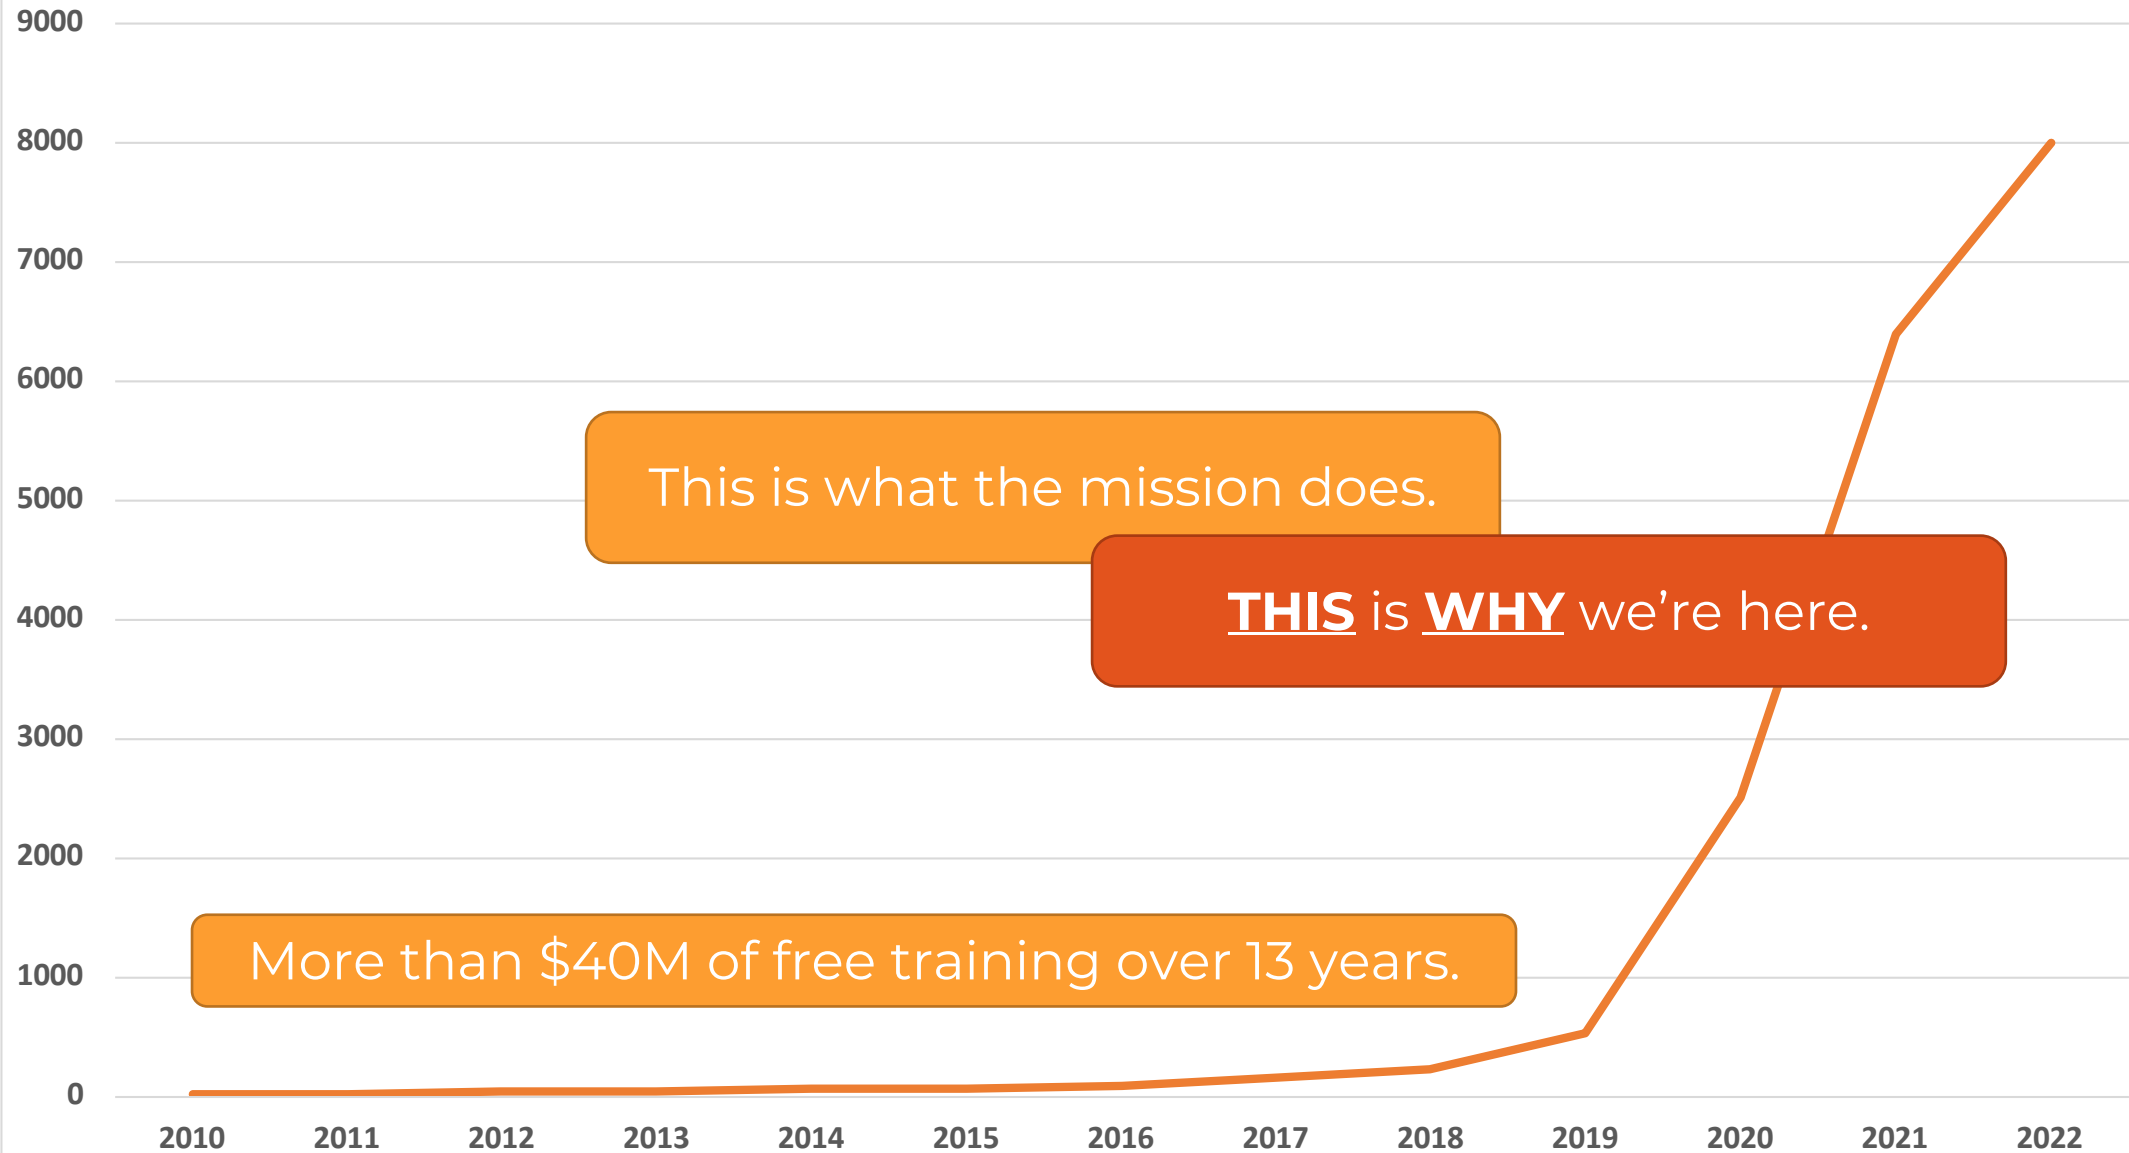 9000
8000
7000
6000
5000
4000
3000
2000
1000
0
This is what the mission does.
THIS is WHY we’re here.
More than $40M of free training over 13 years.
2010 2011 2012 2013 2014 2015 2016 2017 2018 2019 2020 2021 2022